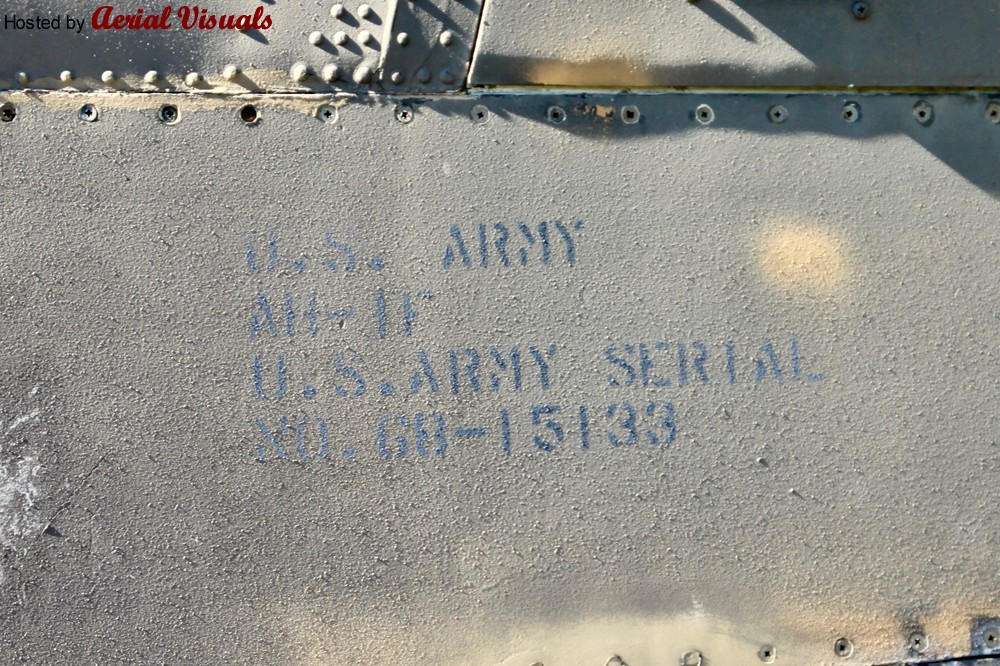 Hosted by Aerial Visuals
U.S. ARMY
AH-1F
U.S.ARMY SERIAL
NO.68-15133